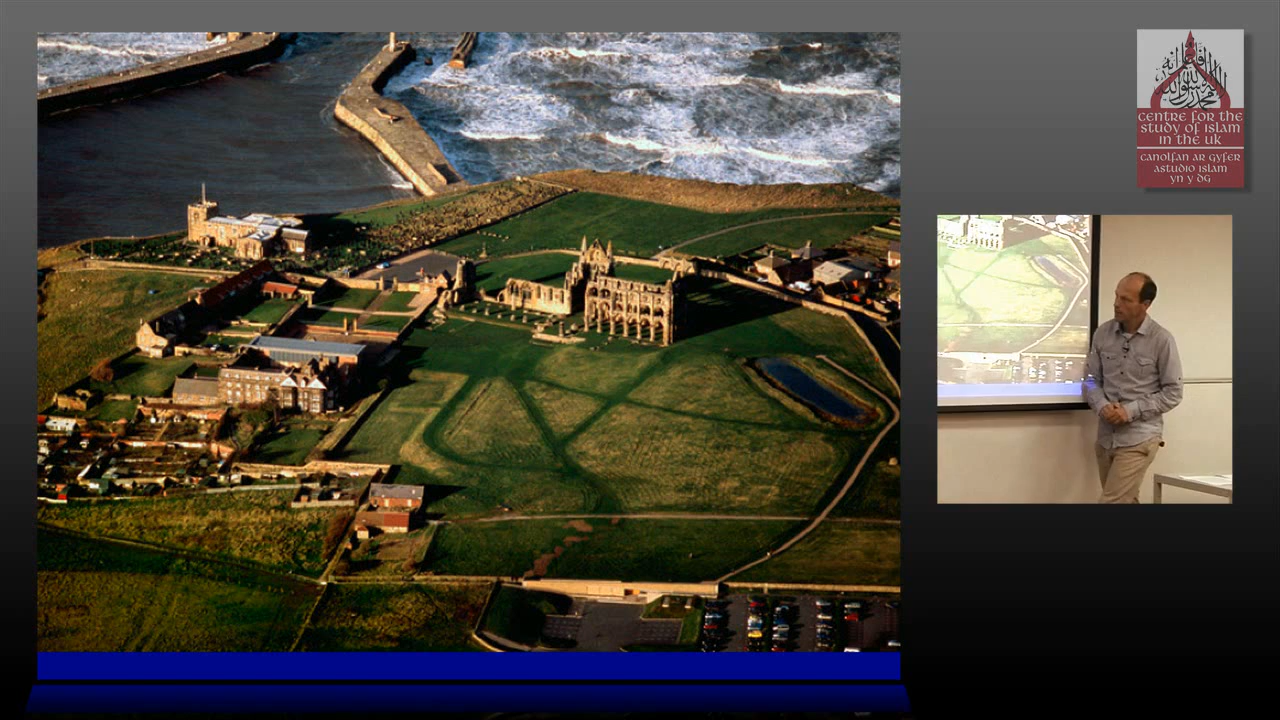 centre for the
study of islam
in the uk
canolfan ar gyfer
astudio islam
yn y dg